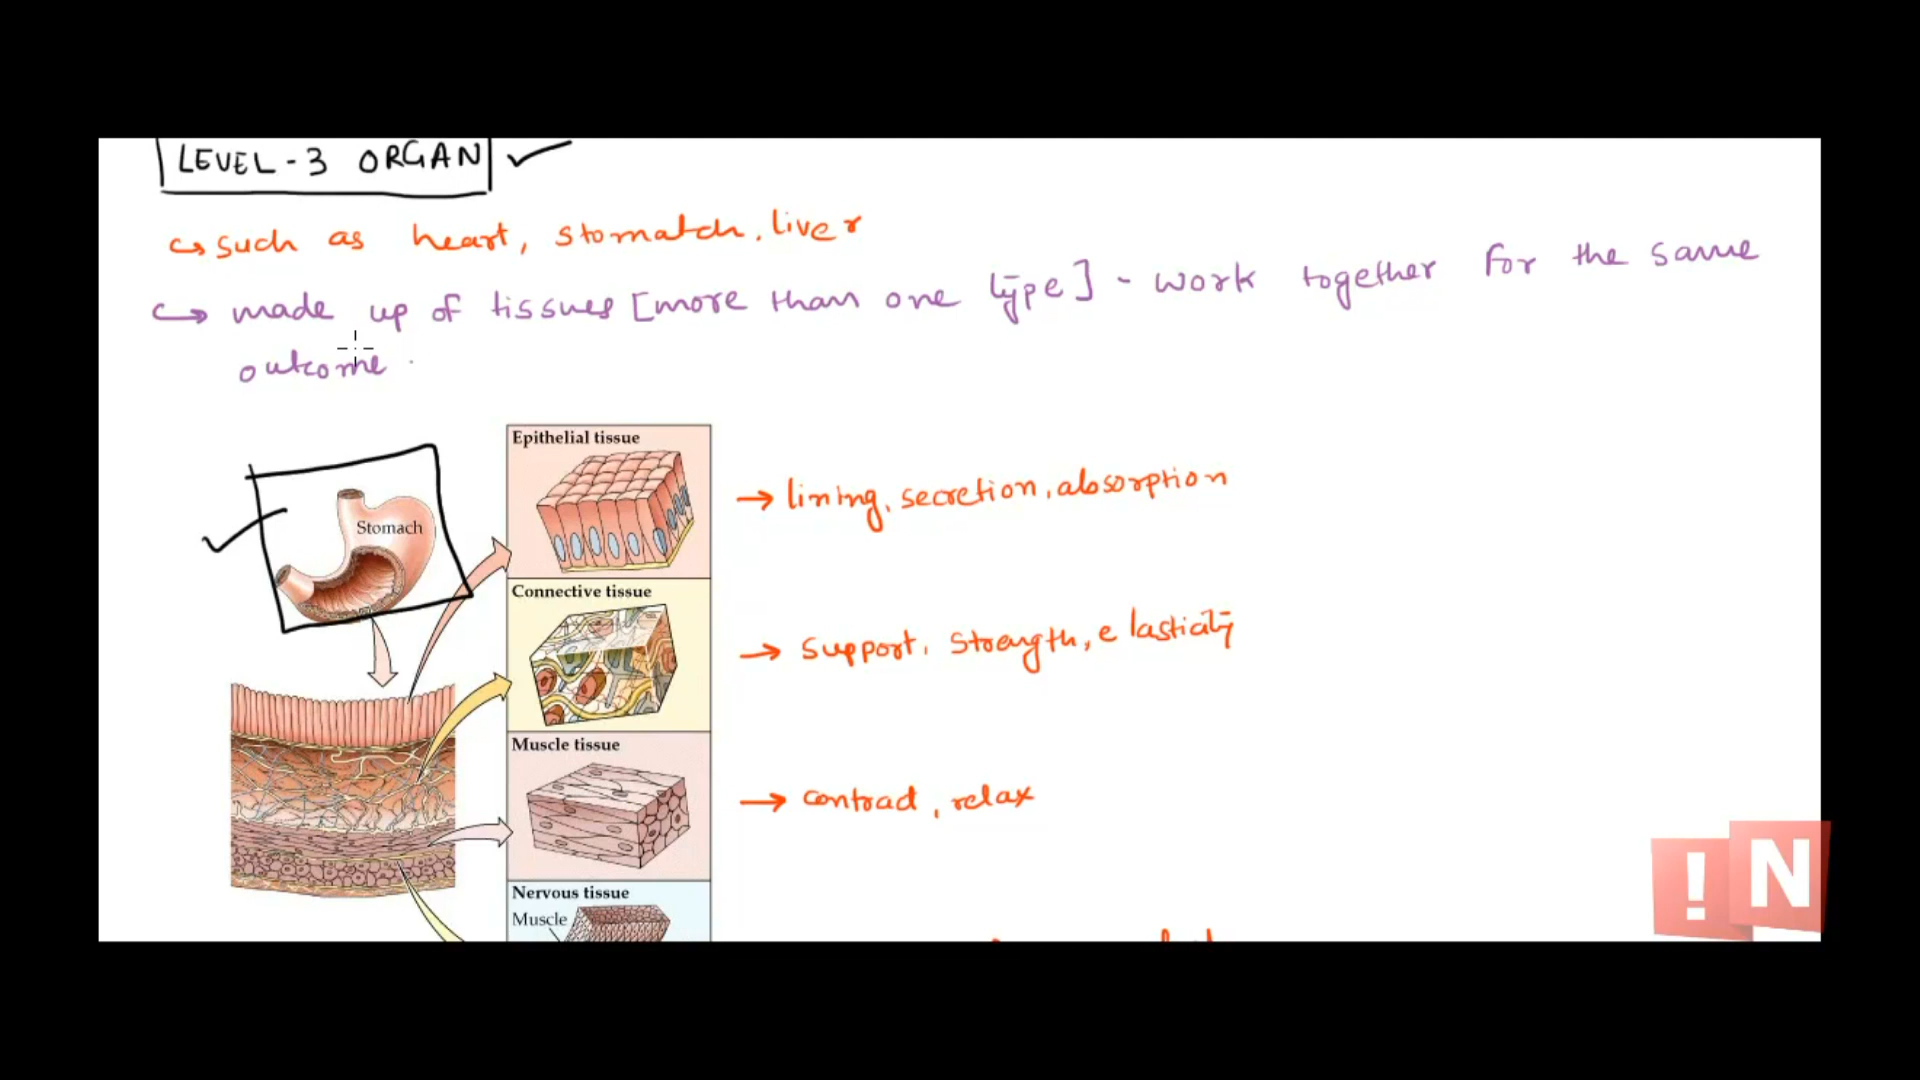 LEVEL-3 ORGAN
such as heart, stomatch, liver
made up of tissues [more than one type] - work together for the same
outcome.
Epithelial tissue
lining, secretion, absorption
Stomach
Connective tissue
support, strength, elasticity
Muscle tissue
contract, relax
Nervous tissue
Muscle
!N